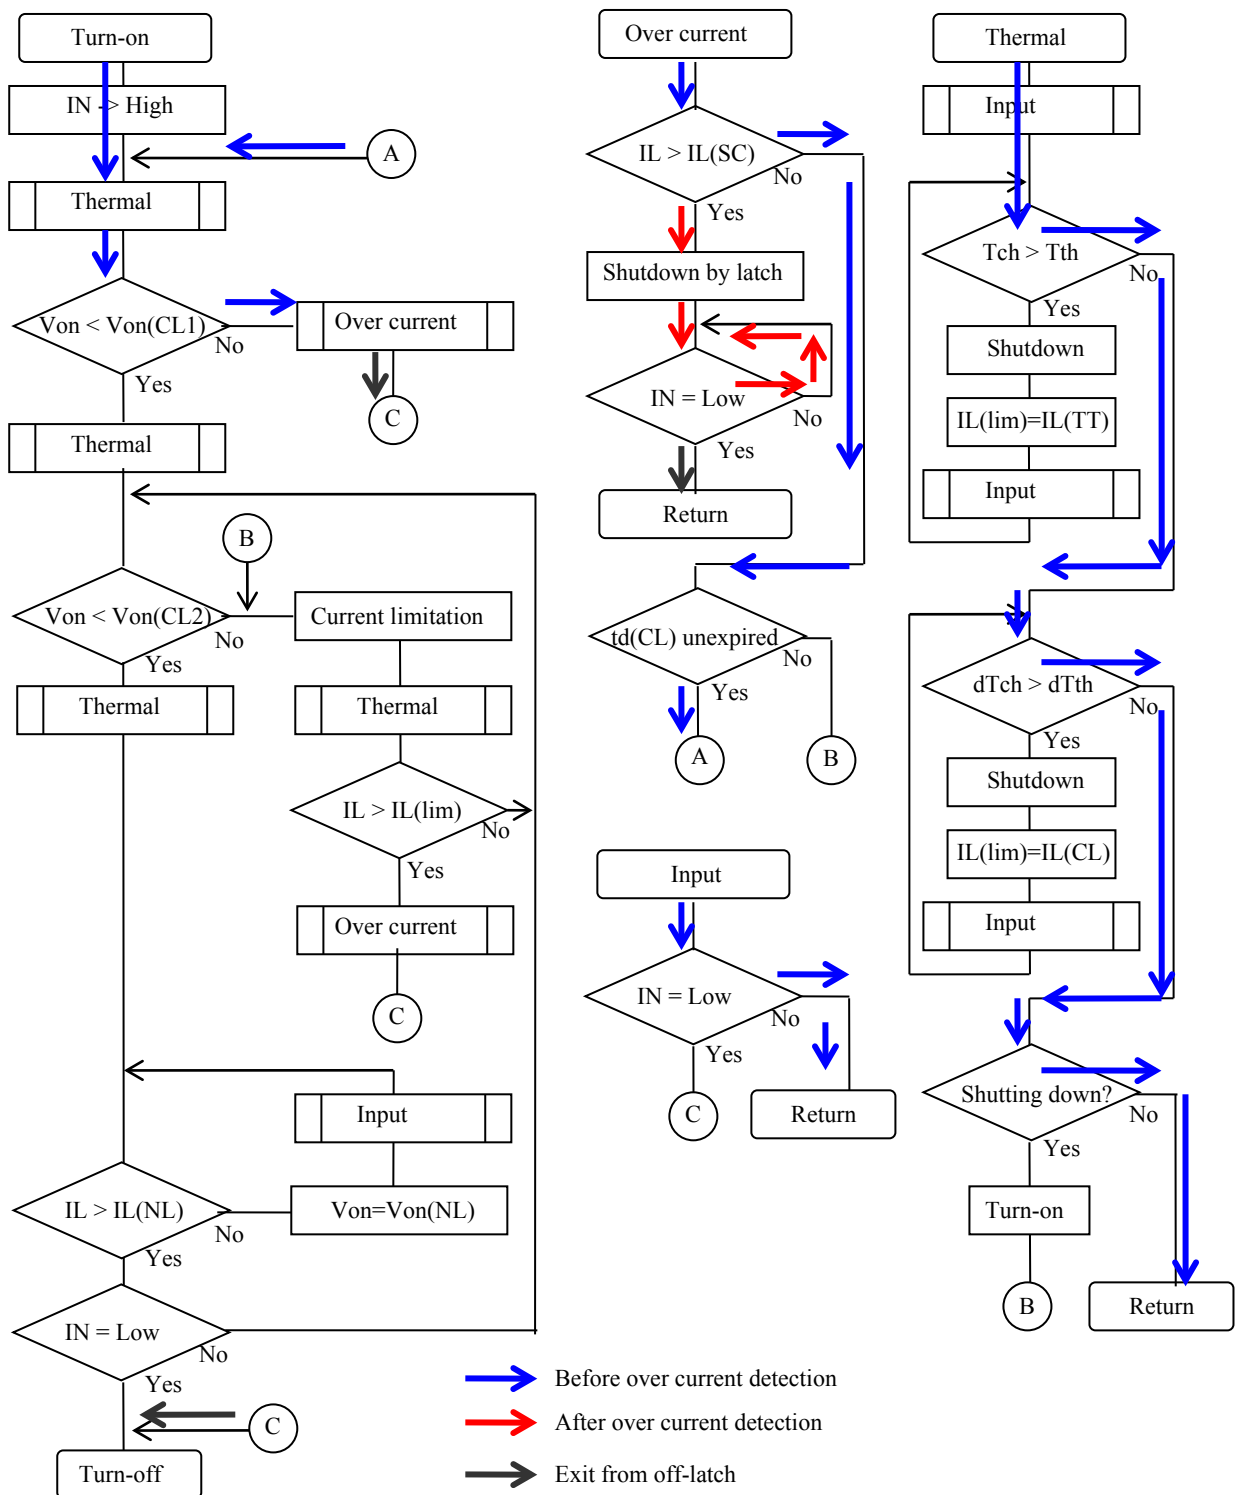 Turn-on
IN -> High
A
Thermal
Von < Von(CL1)
No
Yes
Over current
C
Thermal
B
Von < Von(CL2)
No
Yes
Current limitation
Thermal
Thermal
IL > IL(lim)
No
Yes
Over current
C
Input
IL > IL(NL)
No
Yes
Von=Von(NL)
IN = Low
No
Yes
C
Turn-off
Over current
IL > IL(SC)
No
Yes
Shutdown by latch
IN = Low
No
Yes
Return
td(CL) unexpired
No
Yes
A
B
Input
IN = Low
No
Yes
C
Return
Thermal
Input
Tch > Tth
No
Yes
Shutdown
IL(lim)=IL(TT)
Input
dTch > dTth
No
Yes
Shutdown
IL(lim)=IL(CL)
Input
Shutting down?
No
Yes
Turn-on
B
Return
Before over current detection
After over current detection
Exit from off-latch